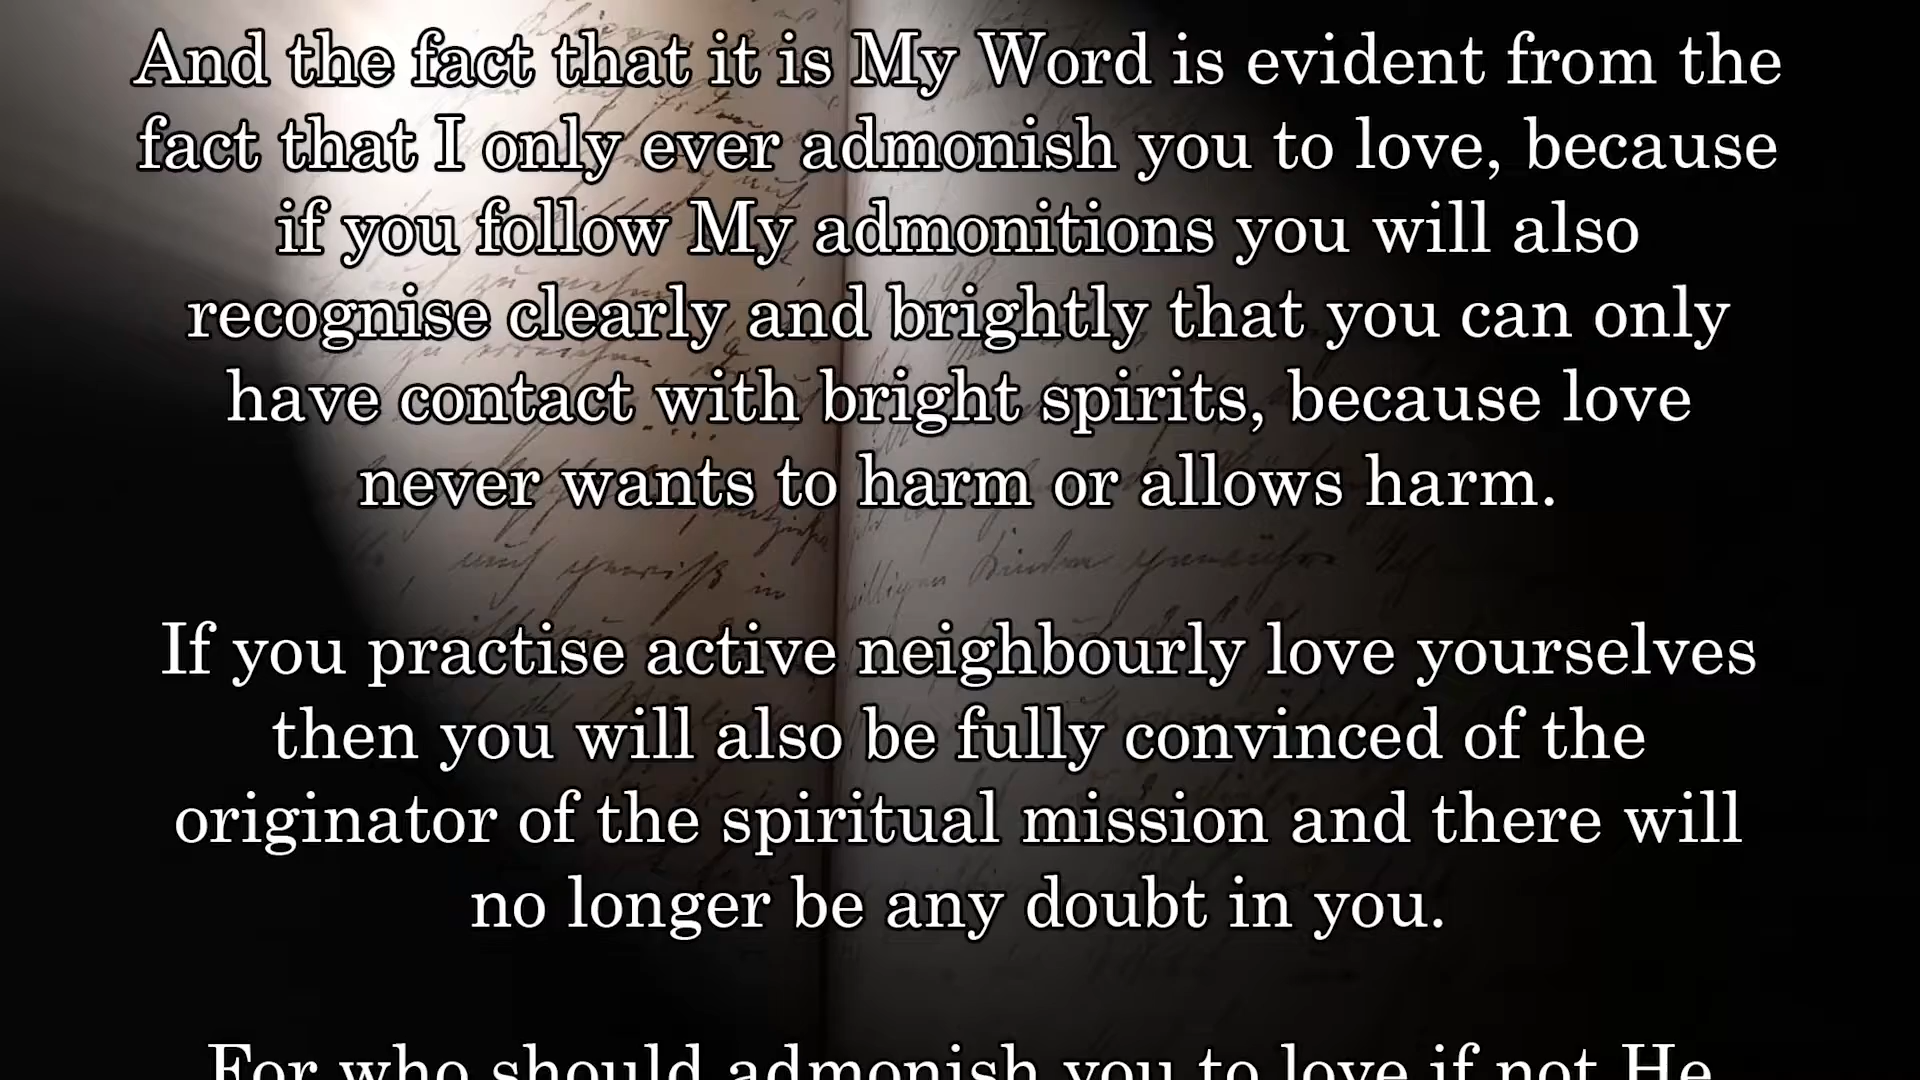 And the fact that it is My Word is evident from the
fact that I only ever admonish you to love, because
if you follow My admonitions you will also
recognise clearly and brightly that you can only
have contact with bright spirits, because love
never wants to harm or allows harm.
If you practise active neighbourly love yourselves
then you will also be fully convinced of the
originator of the spiritual mission and there will
no longer be any doubt in you.
For who should admonish you to love if not He